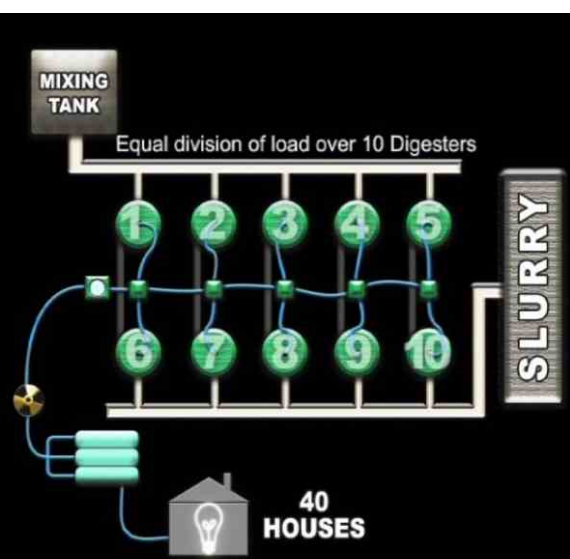 MIXING
TANK
Equal division of load over 10 Digesters
1 2 3 4 5
6 7 8 9 10
SLURRY
40
HOUSES